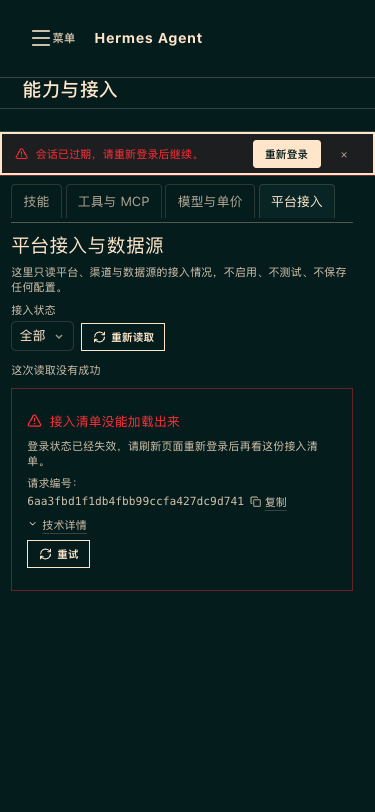 菜单 Hermes Agent
能力与接入
会话已过期，请重新登录后继续。 重新登录 ×
技能 工具与 MCP 模型与单价 平台接入
平台接入与数据源
这里只读平台、渠道与数据源的接入情况，不启用、不测试、不保存
任何配置。
接入状态
全部 重新读取
这次读取没有成功
接入清单没能加载出来
登录状态已经失效，请刷新页面重新登录后再看这份接入清
单。
请求编号：
6aa3fbd1f1db4fbb99ccfa427dc9d741 复制
技术详情
重试